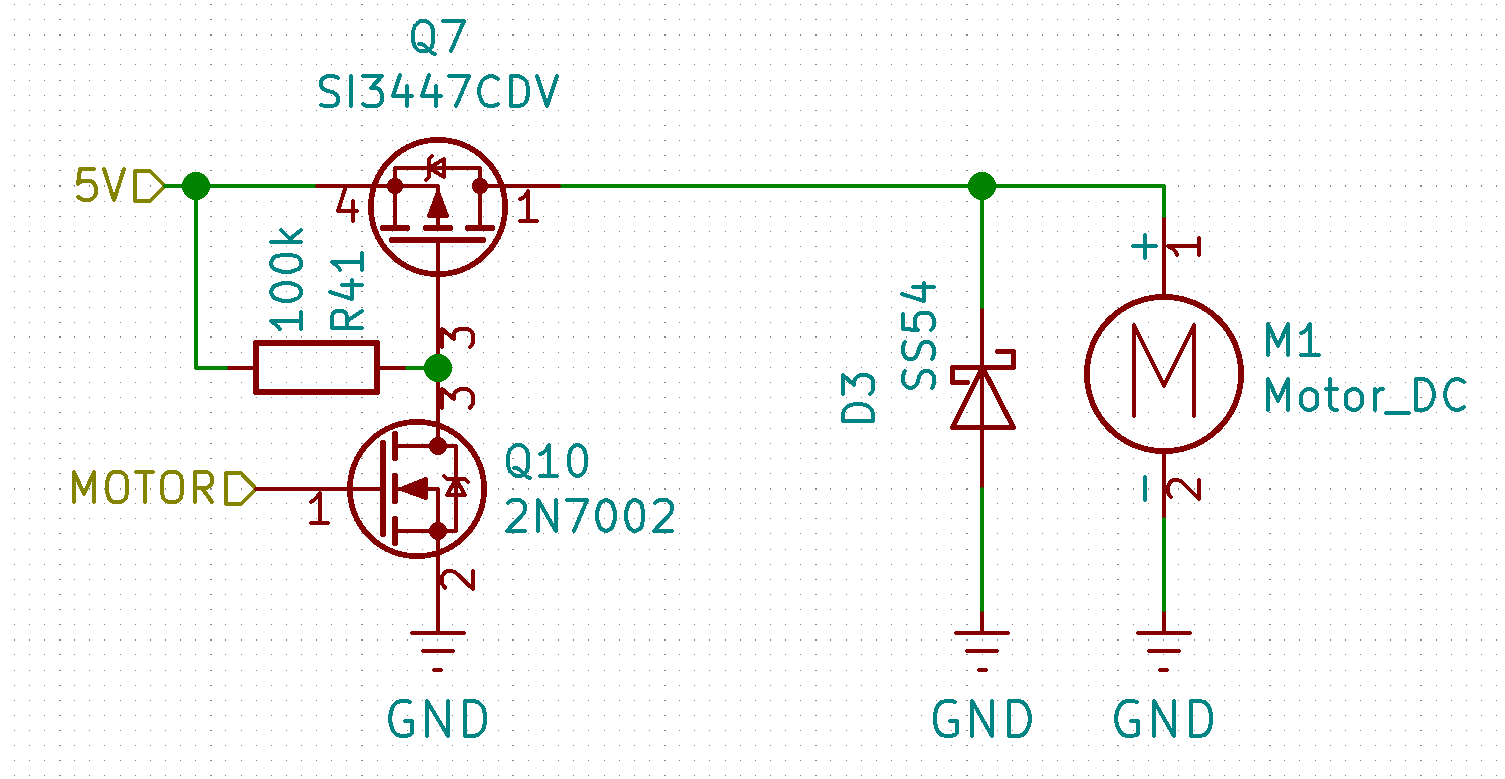 Q7
SI3447CDV
5V
4
1
100k
R41
3
3
MOTOR
1
Q10
2N7002
2
GND
D3
SS54
GND
+
1
M
M1
Motor_DC
-
2
GND